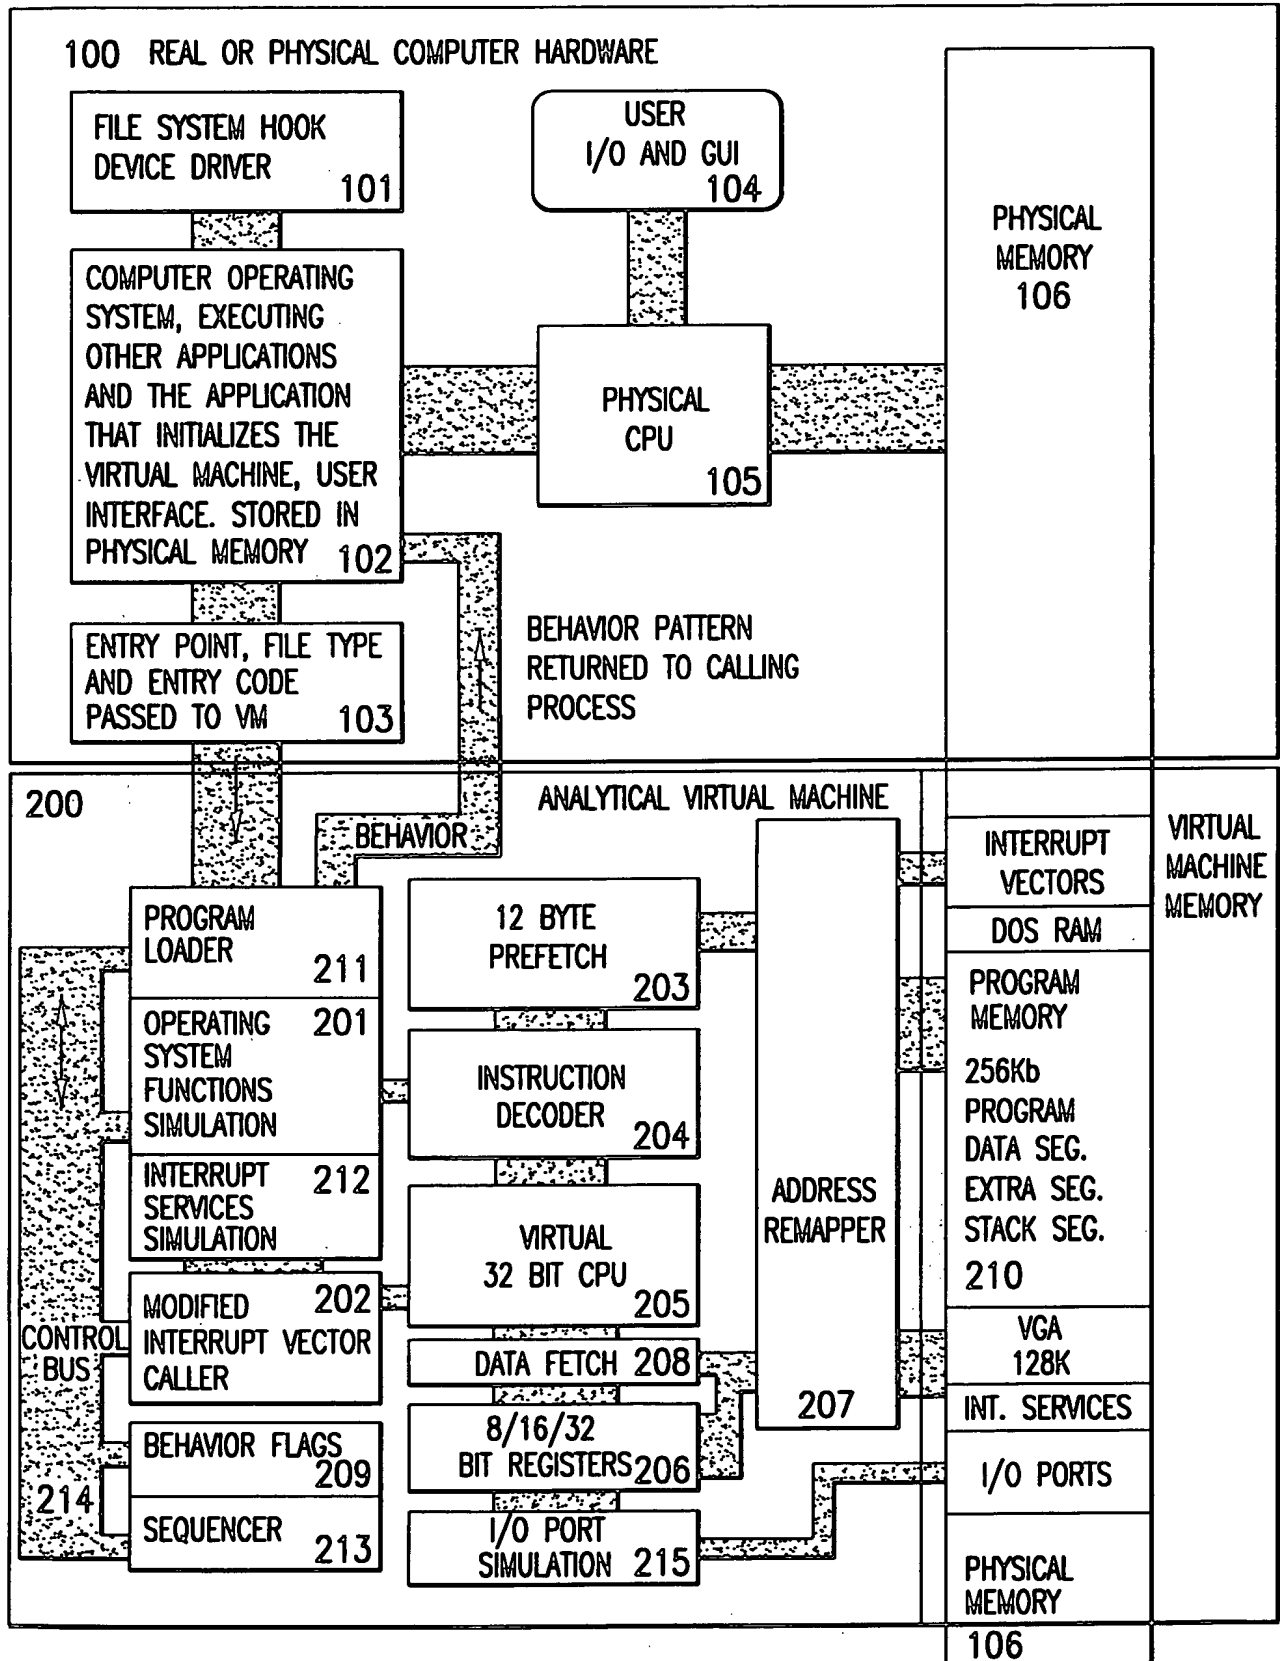 100 REAL OR PHYSICAL COMPUTER HARDWARE
FILE SYSTEM HOOK
DEVICE DRIVER
101
USER
I/O AND GUI
104
PHYSICAL
MEMORY
106
COMPUTER OPERATING
SYSTEM, EXECUTING
OTHER APPLICATIONS
AND THE APPLICATION
THAT INITIALIZES THE
VIRTUAL MACHINE, USER
INTERFACE. STORED IN
PHYSICAL MEMORY 102
PHYSICAL
CPU
105
ENTRY POINT, FILE TYPE
AND ENTRY CODE
PASSED TO VM 103
BEHAVIOR PATTERN
RETURNED TO CALLING
PROCESS
200
ANALYTICAL VIRTUAL MACHINE
BEHAVIOR
PROGRAM
LOADER
211
OPERATING 201
SYSTEM
FUNCTIONS
SIMULATION
INTERRUPT 212
SERVICES
SIMULATION
MODIFIED 202
INTERRUPT VECTOR
CALLER
CONTROL
BUS
214
BEHAVIOR FLAGS
209
SEQUENCER
213
12 BYTE
PREFETCH
203
INSTRUCTION
DECODER
204
VIRTUAL
32 BIT CPU
205
DATA FETCH 208
8/16/32
BIT REGISTERS 206
I/O PORT
SIMULATION 215
ADDRESS
REMAPPER
207
INTERRUPT
VECTORS
DOS RAM
PROGRAM
MEMORY
256Kb
PROGRAM
DATA SEG.
EXTRA SEG.
STACK SEG.
210
VGA
128K
INT. SERVICES
I/O PORTS
PHYSICAL
MEMORY
106
VIRTUAL
MACHINE
MEMORY